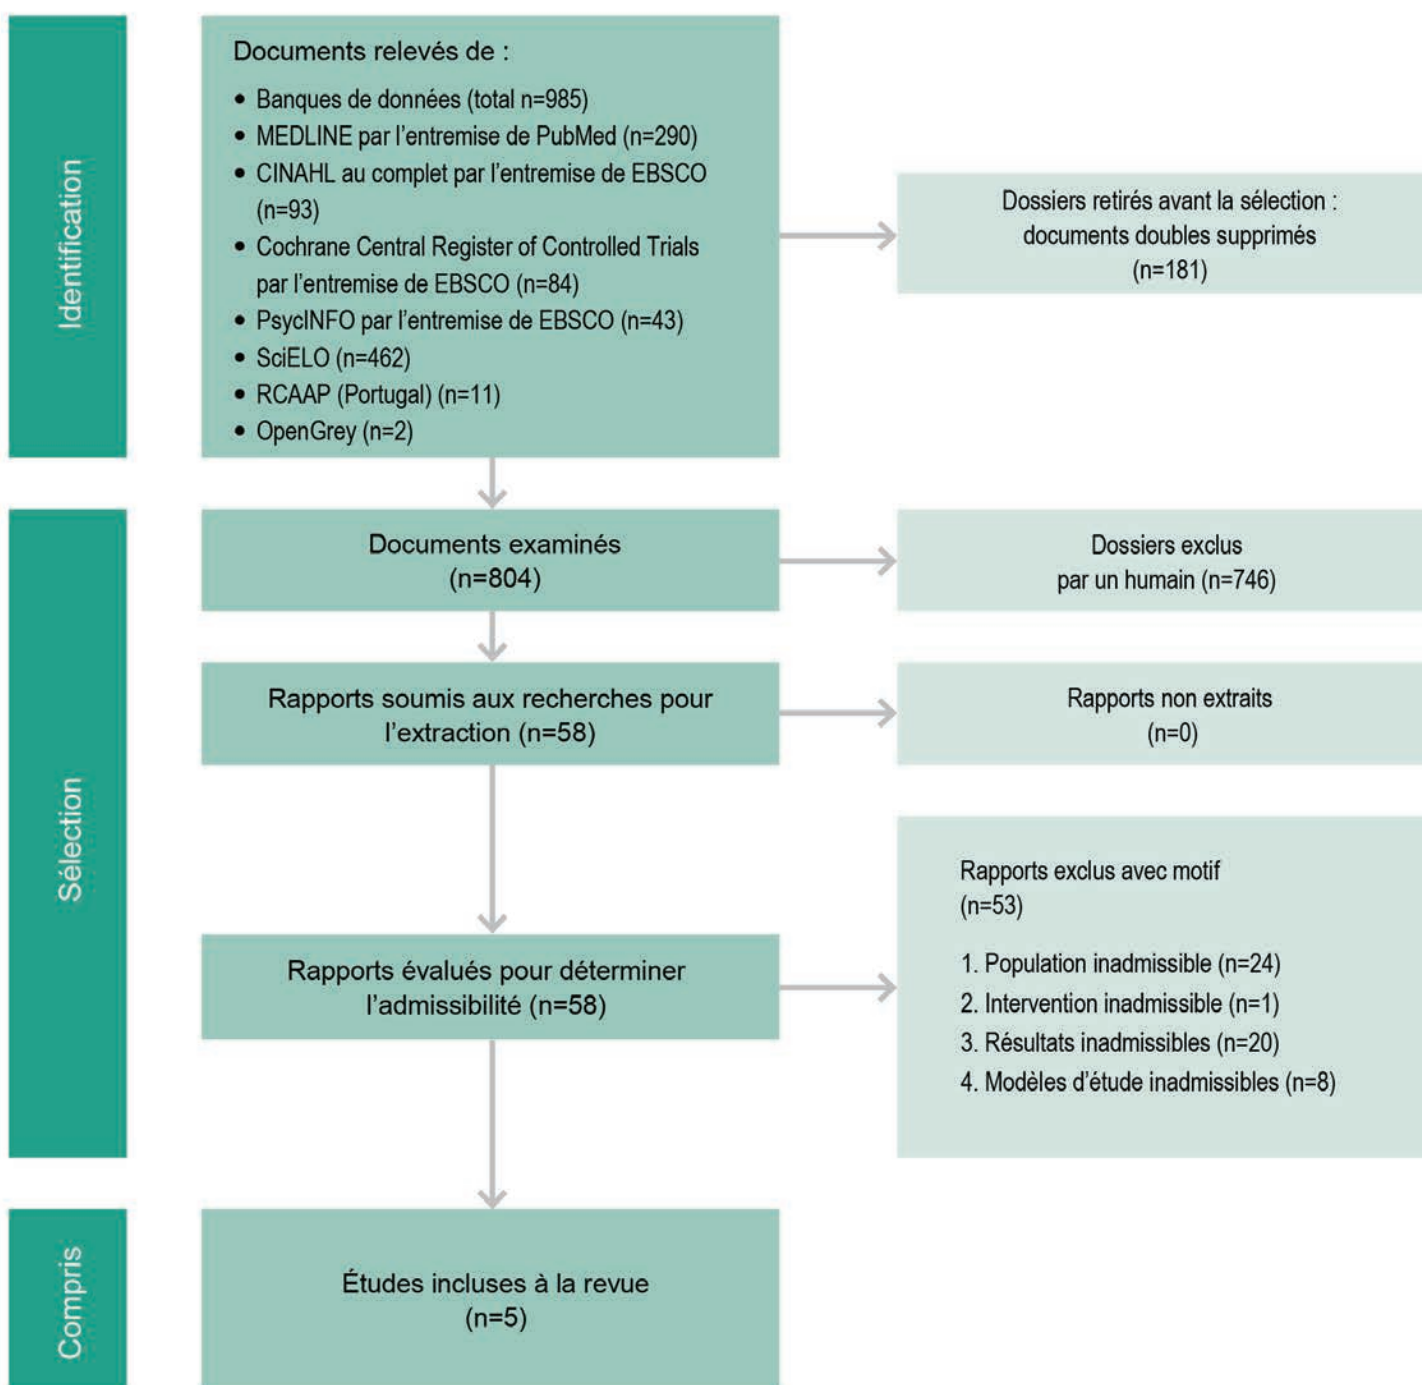 Identification
Documents relevés de :
• Banques de données (total n=985)
• MEDLINE par l'entremise de PubMed (n=290)
• CINAHL au complet par l'entremise de EBSCO
(n=93)
• Cochrane Central Register of Controlled Trials
par l'entremise de EBSCO (n=84)
• PsycINFO par l'entremise de EBSCO (n=43)
• SciELO (n=462)
• RCAAP (Portugal) (n=11)
• OpenGrey (n=2)
Dossiers retirés avant la sélection :
documents doubles supprimés
(n=181)
Sélection
Documents examinés
(n=804)
Dossiers exclus
par un humain (n=746)
Rapports soumis aux recherches pour
l'extraction (n=58)
Rapports non extraits
(n=0)
Rapports évalués pour déterminer
l'admissibilité (n=58)
Rapports exclus avec motif
(n=53)
1. Population inadmissible (n=24)
2. Intervention inadmissible (n=1)
3. Résultats inadmissibles (n=20)
4. Modèles d'étude inadmissibles (n=8)
Compris
Études incluses à la revue
(n=5)